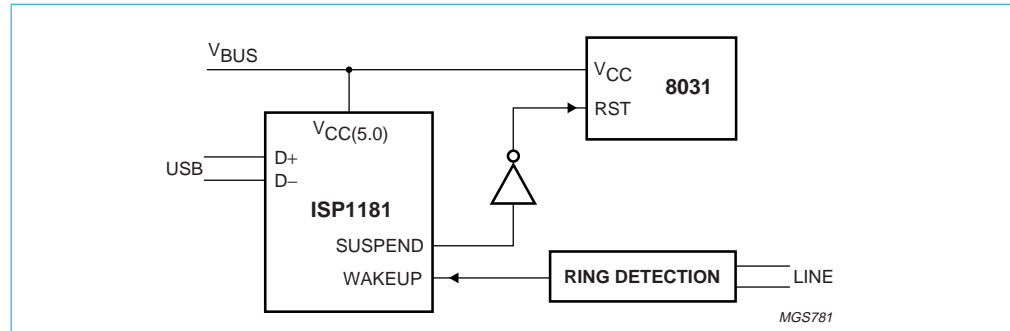 VBUS
VCC
8031
RST
VCC(5.0)
D+
USB
D−
ISP1181
SUSPEND
WAKEUP
RING DETECTION
LINE
MGS781